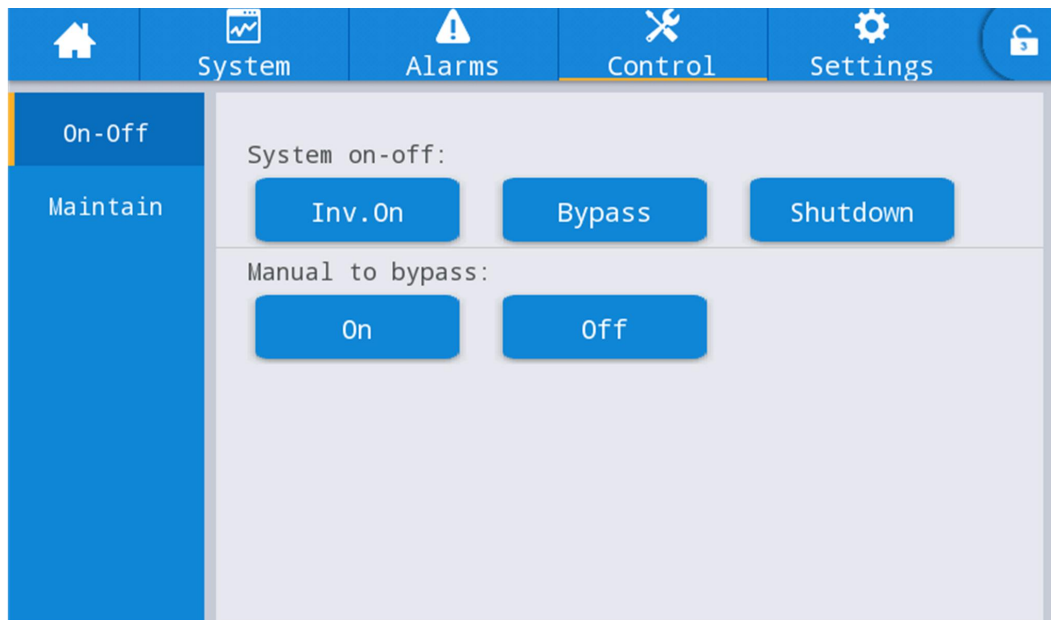 System Alarms Control Settings 3
On-Off
Maintain
System on-off:
Inv.On Bypass Shutdown
Manual to bypass:
On Off